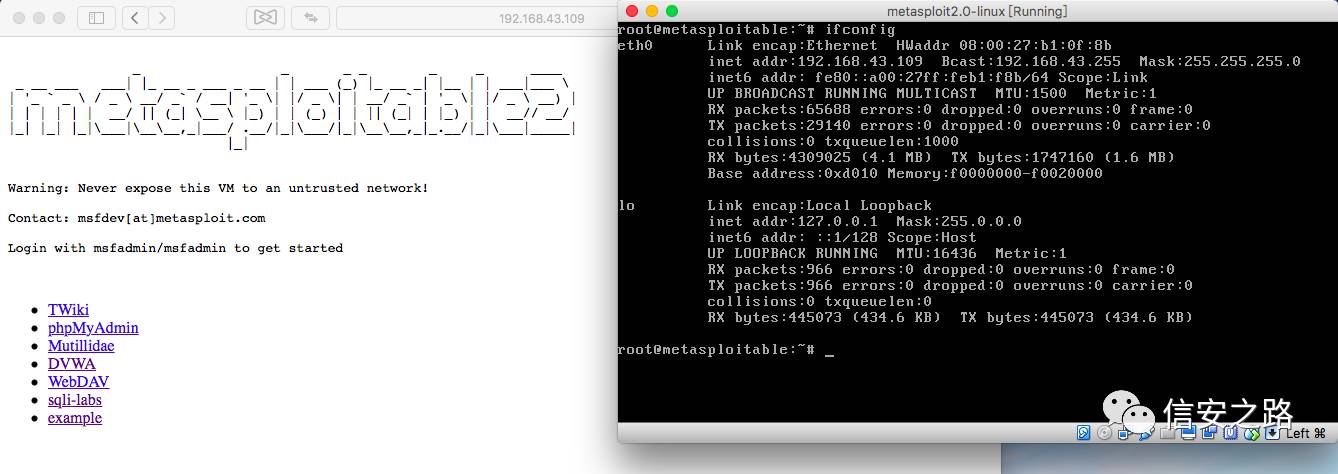 192.168.43.109
metasploitable2
Warning: Never expose this VM to an untrusted network!
Contact: msfdev[at]metasploit.com
Login with msfadmin/msfadmin to get started
TWiki
phpMyAdmin
Mutillidae
DVWA
WebDAV
sqli-labs
example
metasploit2.0-linux [Running]
root@metasploitable:~# ifconfig
eth0 Link encap:Ethernet HWaddr 08:00:27:b1:0f:8b
inet addr:192.168.43.109 Bcast:192.168.43.255 Mask:255.255.255.0
inet6 addr: fe80::a00:27ff:feb1:f8b/64 Scope:Link
UP BROADCAST RUNNING MULTICAST MTU:1500 Metric:1
RX packets:65688 errors:0 dropped:0 overruns:0 frame:0
TX packets:29140 errors:0 dropped:0 overruns:0 carrier:0
collisions:0 txqueuelen:1000
RX bytes:4309025 (4.1 MB) TX bytes:1747160 (1.6 MB)
Base address:0xd010 Memory:f0000000-f0020000
lo Link encap:Local Loopback
inet addr:127.0.0.1 Mask:255.0.0.0
inet6 addr: ::1/128 Scope:Host
UP LOOPBACK RUNNING MTU:16436 Metric:1
RX packets:966 errors:0 dropped:0 overruns:0 frame:0
TX packets:966 errors:0 dropped:0 overruns:0 carrier:0
collisions:0 txqueuelen:0
RX bytes:445073 (434.6 KB) TX bytes:445073 (434.6 KB)
root@metasploitable:~# _
信安之路
Left ⌘